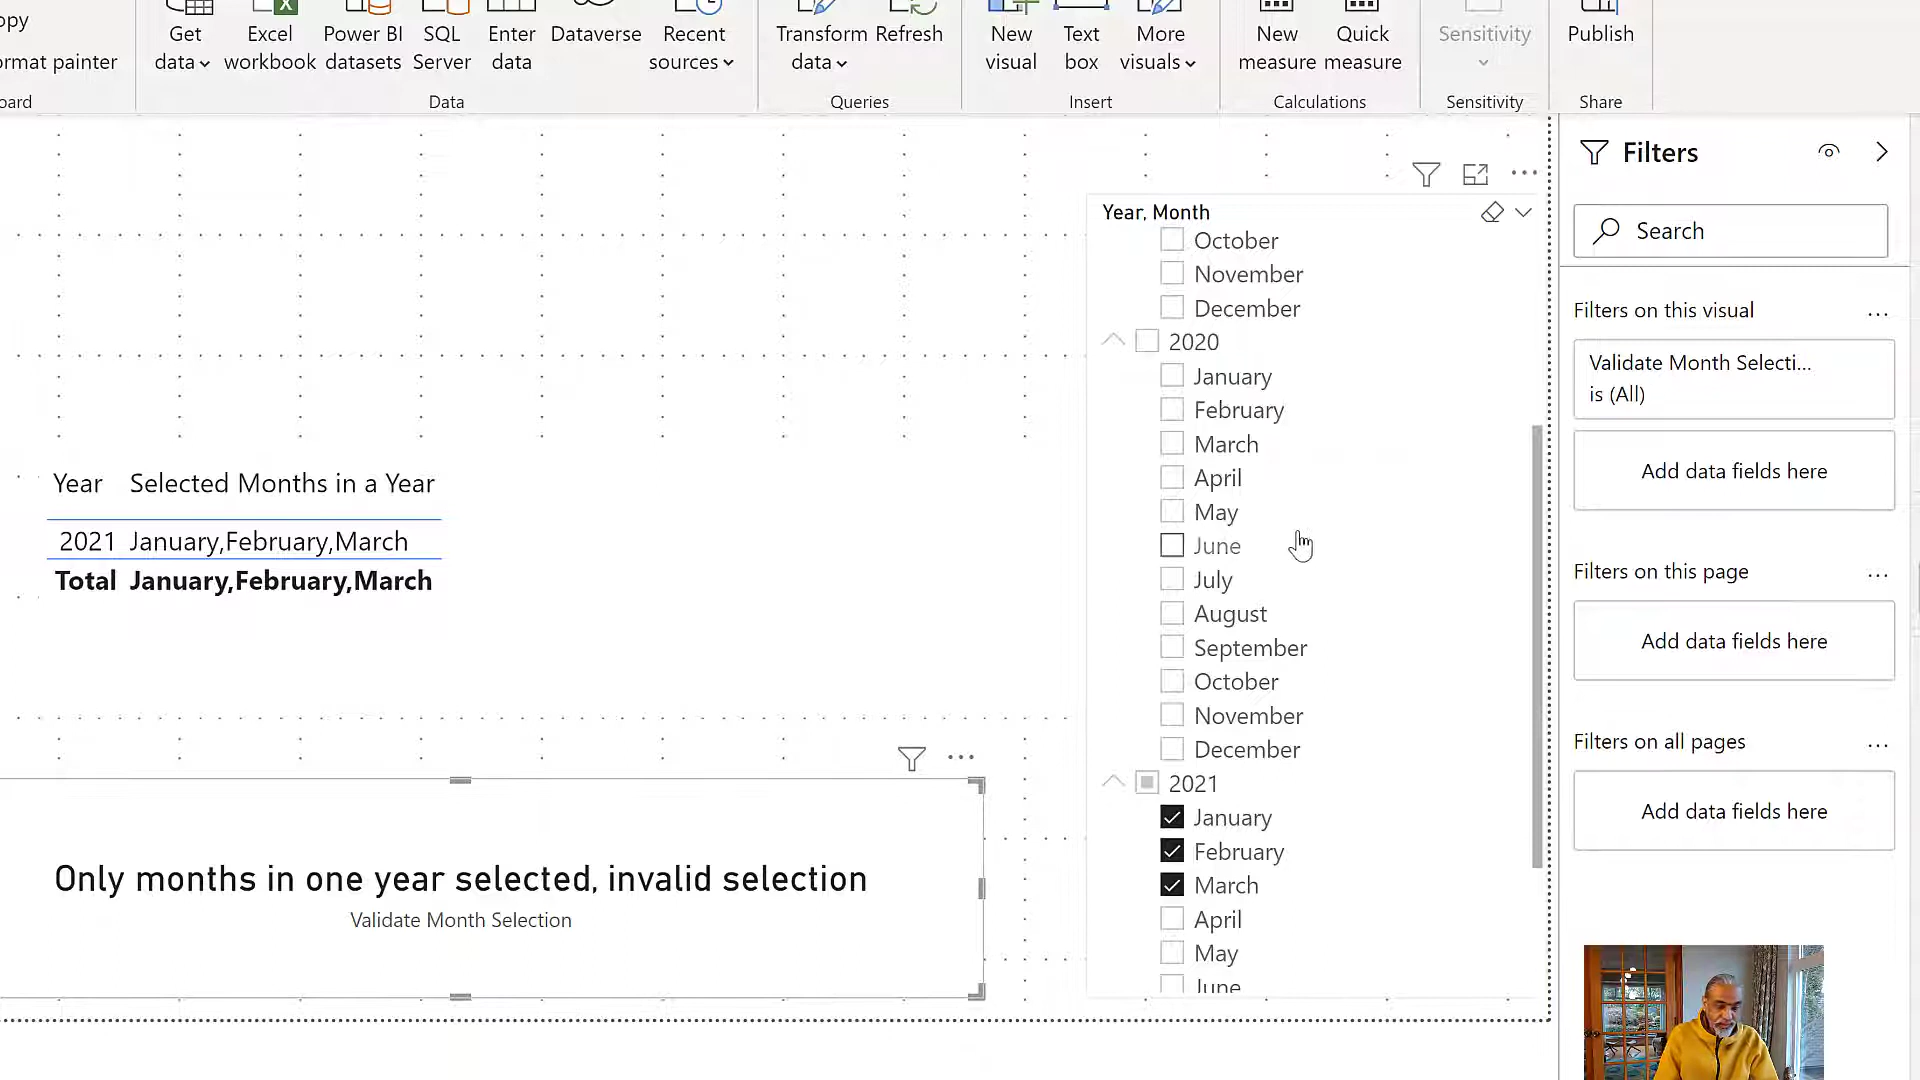 opy
ormat painter
oard
Get data
Excel workbook
Power BI datasets
SQL Server
Enter data
Dataverse
Recent sources
Data
Transform data
Refresh
Queries
New visual
Text box
More visuals
Insert
New measure
Quick measure
Calculations
Sensitivity
Sensitivity
Publish
Share
Year Selected Months in a Year
2021 January,February,March
Total January,February,March
Only months in one year selected, invalid selection
Validate Month Selection
Year, Month
October
November
December
2020
January
February
March
April
May
June
July
August
September
October
November
December
2021
January
February
March
April
May
June
Filters
Search
Filters on this visual
Validate Month Selecti...
is (All)
Add data fields here
Filters on this page
Add data fields here
Filters on all pages
Add data fields here